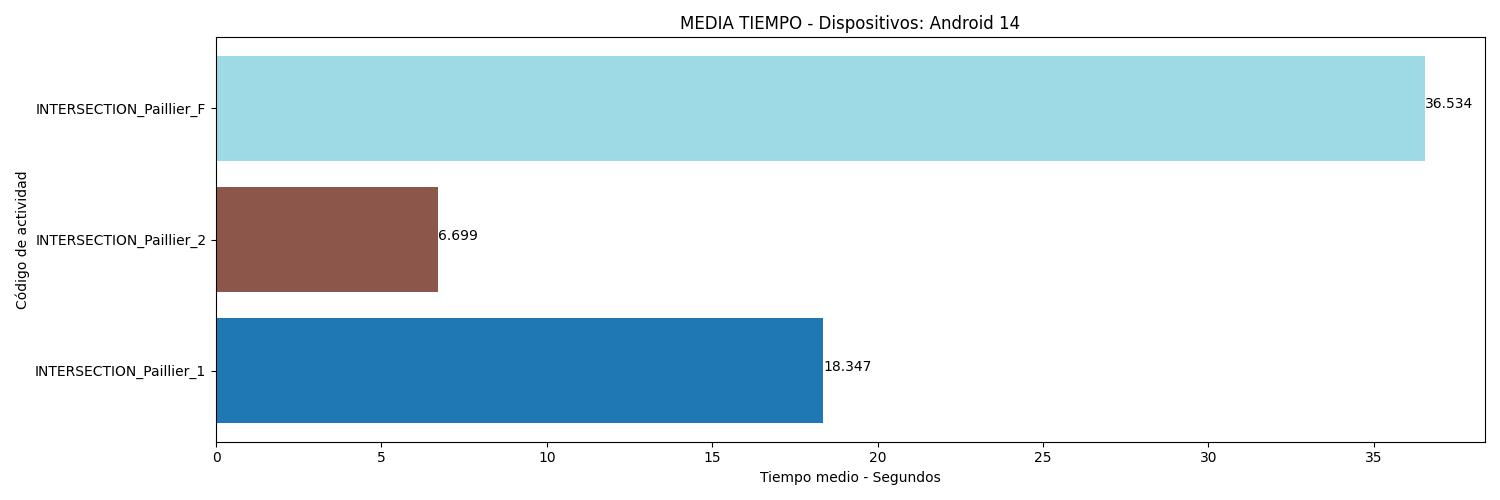 MEDIA TIEMPO - Dispositivos: Android 14
Código de actividad
INTERSECTION_Paillier_F
36.534
INTERSECTION_Paillier_2
6.699
INTERSECTION_Paillier_1
18.347
0 5 10 15 20 25 30 35
Tiempo medio - Segundos